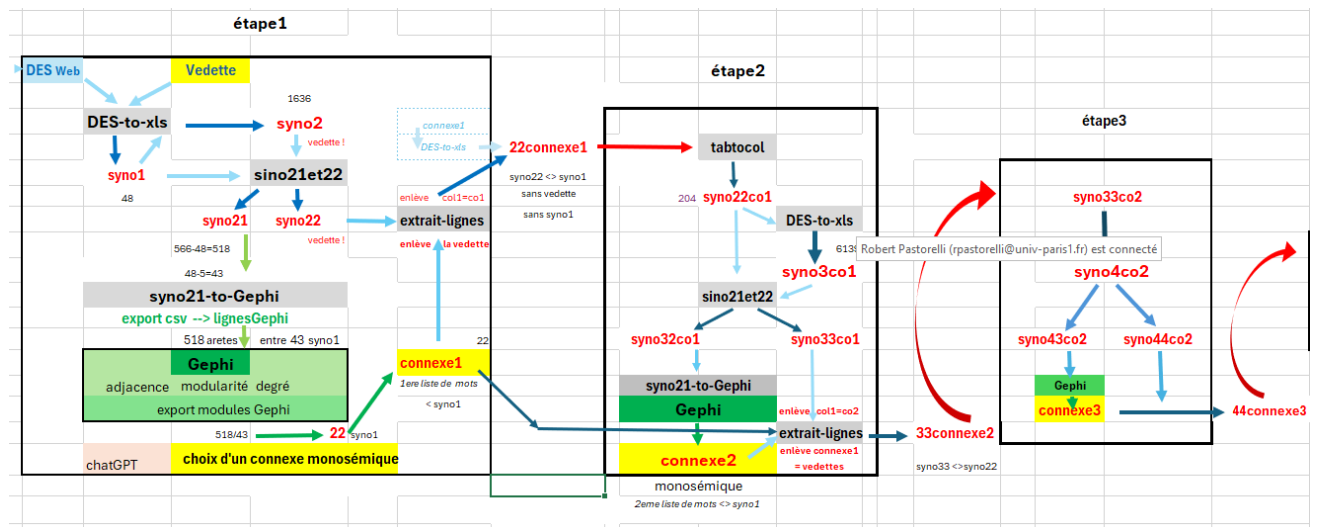 étape1
DES Web
Vedette
1636
DES-to-xls
syno2
vedette !
syno1
sino21et22
48
syno21
syno22
vedette !
566-48=518
48-5=43
syno21-to-Gephi
export csv --> lignesGephi
518 aretes
entre 43 syno1
Gephi
adjacence modularité degré
export modules Gephi
518/43
22
syno1
chatGPT
choix d'un connexe monosémique
connexe1
DES-to-xls
enlève col1=co1
extrait-lignes
enlève la vedette
22
connexe1
1ere liste de mots
< syno1
22connexe1
syno22 <> syno1
sans vedette
sans syno1
étape2
tabtocol
204
syno22co1
DES-to-xls
syno3co1
sino21et22
syno32co1
syno33co1
syno21-to-Gephi
Gephi
enlève col1=co2
extrait-lignes
connexe2
enlève connexe1
= vedettes
monosémique
2eme liste de mots <> syno1
33connexe2
syno33 <>syno22
étape3
syno33co2
Robert Pastorelli (rpastorelli@univ-paris1.fr) est connecté
syno4co2
syno43co2
syno44co2
Gephi
connexe3
44connexe3